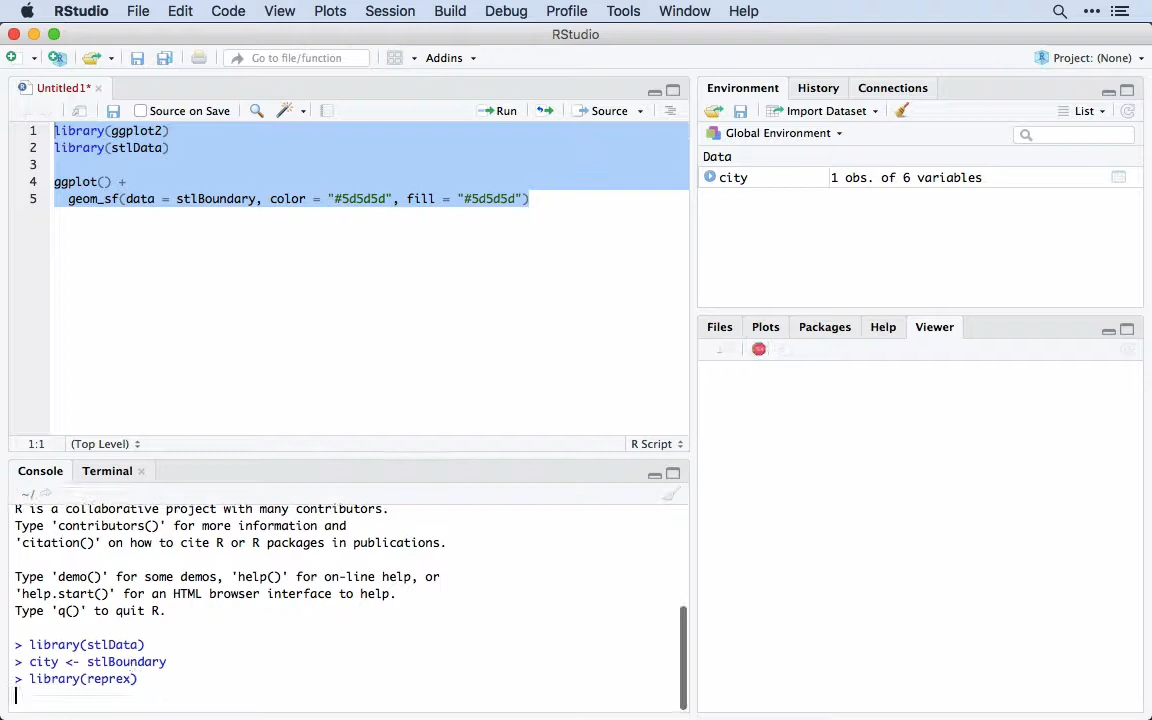 RStudio File Edit Code View Plots Session Build Debug Profile Tools Window Help
RStudio
Go to file/function Addins Project: (None)
Untitled1*
Source on Save Run Source
1 library(ggplot2)
2 library(stlData)
3
4 ggplot() +
5 geom_sf(data = stlBoundary, color = "#5d5d5d", fill = "#5d5d5d")
1:1 (Top Level) R Script
Console Terminal
~/
R is a collaborative project with many contributors.
Type 'contributors()' for more information and
'citation()' on how to cite R or R packages in publications.
Type 'demo()' for some demos, 'help()' for on-line help, or
'help.start()' for an HTML browser interface to help.
Type 'q()' to quit R.
> library(stlData)
> city <- stlBoundary
> library(reprex)
Environment History Connections
Import Dataset List
Global Environment
Data
city 1 obs. of 6 variables
Files Plots Packages Help Viewer